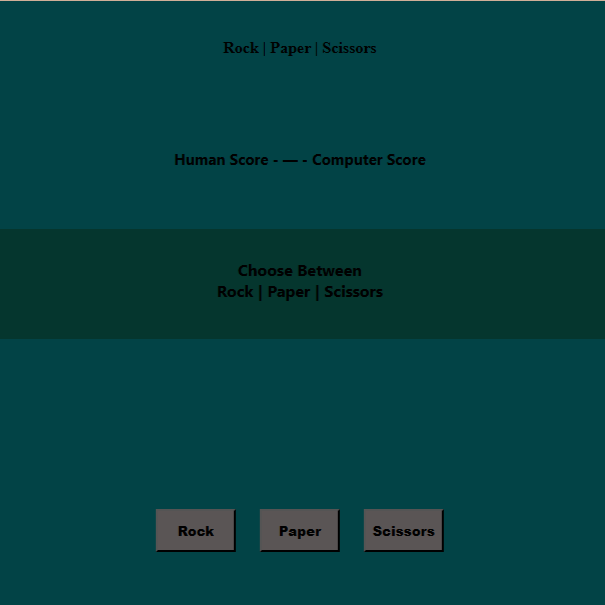 Rock | Paper | Scissors
Human Score - — - Computer Score
Choose Between
Rock | Paper | Scissors
Rock Paper Scissors